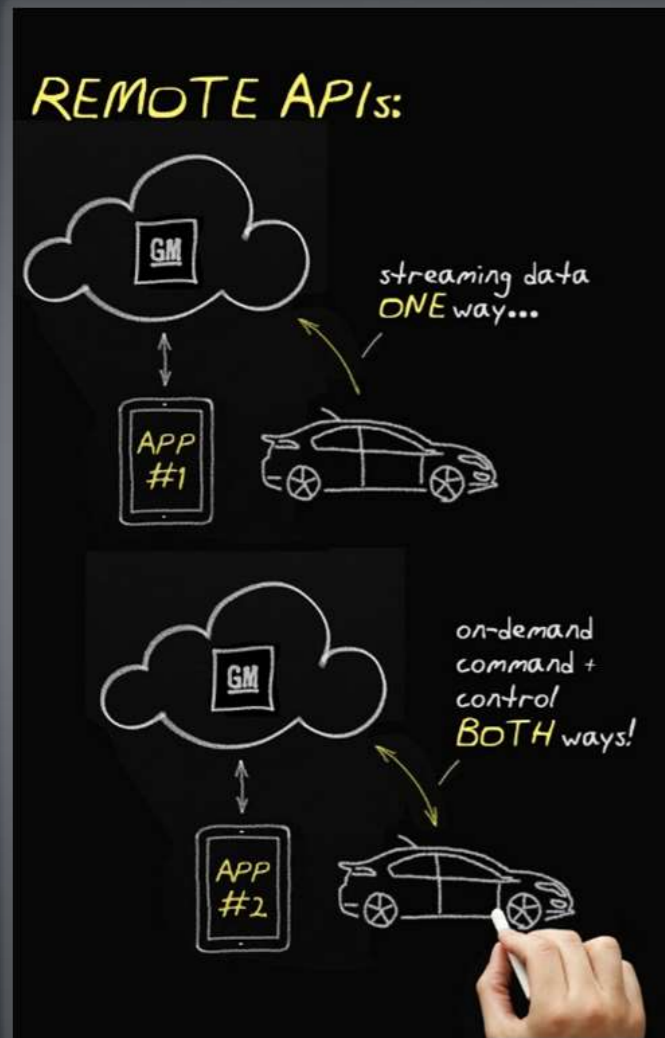 REMOTE APIs:
GM
streaming data
ONE way...
APP
#1
GM
on-demand
command +
control
BOTH ways!
APP
#2